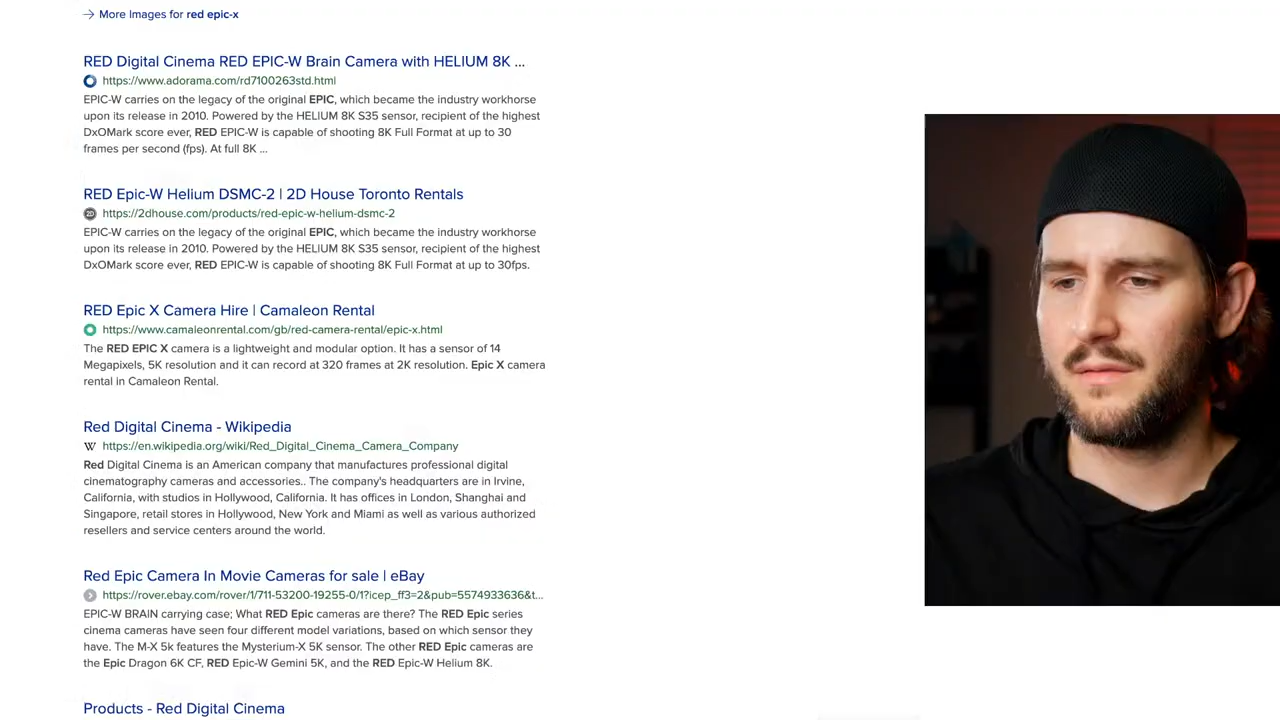 More Images for red epic-x
RED Digital Cinema RED EPIC-W Brain Camera with HELIUM 8K ...
https://www.adorama.com/rd7100263std.html
EPIC-W carries on the legacy of the original EPIC, which became the industry workhorse
upon its release in 2010. Powered by the HELIUM 8K S35 sensor, recipient of the highest
DxOMark score ever, RED EPIC-W is capable of shooting 8K Full Format at up to 30
frames per second (fps). At full 8K ...
RED Epic-W Helium DSMC-2 | 2D House Toronto Rentals
2D https://2dhouse.com/products/red-epic-w-helium-dsmc-2
EPIC-W carries on the legacy of the original EPIC, which became the industry workhorse
upon its release in 2010. Powered by the HELIUM 8K S35 sensor, recipient of the highest
DxOMark score ever, RED EPIC-W is capable of shooting 8K Full Format at up to 30fps.
RED Epic X Camera Hire | Camaleon Rental
https://www.camaleonrental.com/gb/red-camera-rental/epic-x.html
The RED EPIC X camera is a lightweight and modular option. It has a sensor of 14
Megapixels, 5K resolution and it can record at 320 frames at 2K resolution. Epic X camera
rental in Camaleon Rental.
Red Digital Cinema - Wikipedia
W https://en.wikipedia.org/wiki/Red_Digital_Cinema_Camera_Company
Red Digital Cinema is an American company that manufactures professional digital
cinematography cameras and accessories.. The company's headquarters are in Irvine,
California, with studios in Hollywood, California. It has offices in London, Shanghai and
Singapore, retail stores in Hollywood, New York and Miami as well as various authorized
resellers and service centers around the world.
Red Epic Camera In Movie Cameras for sale | eBay
https://rover.ebay.com/rover/1/711-53200-19255-0/1?icep_ff3=2&pub=5574933636&t...
EPIC-W BRAIN carrying case; What RED Epic cameras are there? The RED Epic series
cinema cameras have seen four different model variations, based on which sensor they
have. The M-X 5k features the Mysterium-X 5K sensor. The other RED Epic cameras are
the Epic Dragon 6K CF, RED Epic-W Gemini 5K, and the RED Epic-W Helium 8K.
Products - Red Digital Cinema